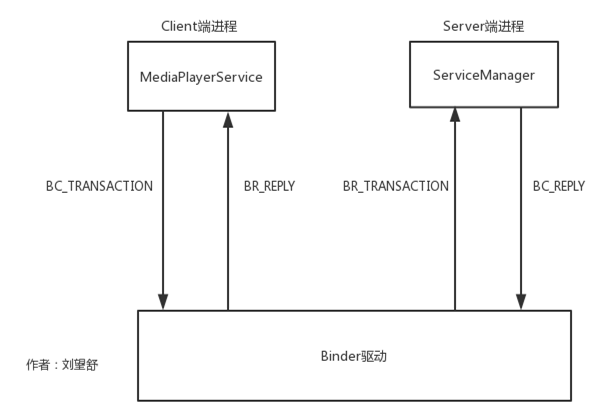 Client端进程
Server端进程
MediaPlayerService
ServiceManager
BC_TRANSACTION
BR_REPLY
BR_TRANSACTION
BC_REPLY
Binder驱动
作者：刘望舒